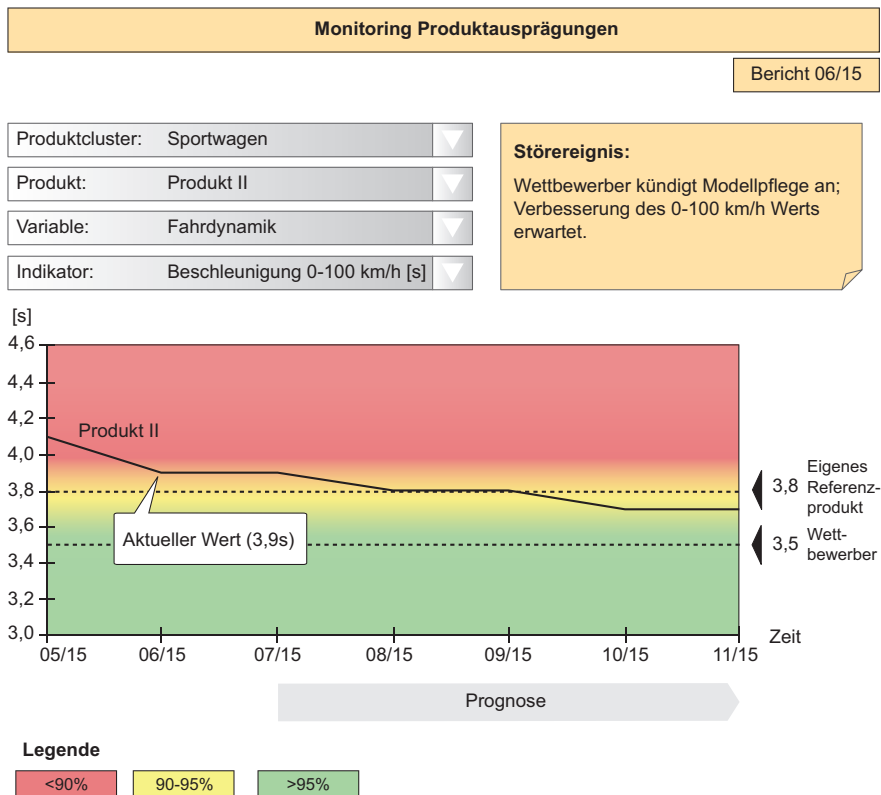 Monitoring Produktausprägungen
Bericht 06/15
Produktcluster: Sportwagen
Produkt: Produkt II
Variable: Fahrdynamik
Indikator: Beschleunigung 0-100 km/h [s]
Störereignis:
Wettbewerber kündigt Modellpflege an;
Verbesserung des 0-100 km/h Werts
erwartet.
[s]
4,6
4,4
4,2
4,0
3,8
3,6
3,4
3,2
3,0
Produkt II
Aktueller Wert (3,9s)
3,8
Eigenes
Referenz-
produkt
3,5
Wett-
bewerber
Zeit
05/15 06/15 07/15 08/15 09/15 10/15 11/15
Prognose
Legende
<90% 90-95% >95%